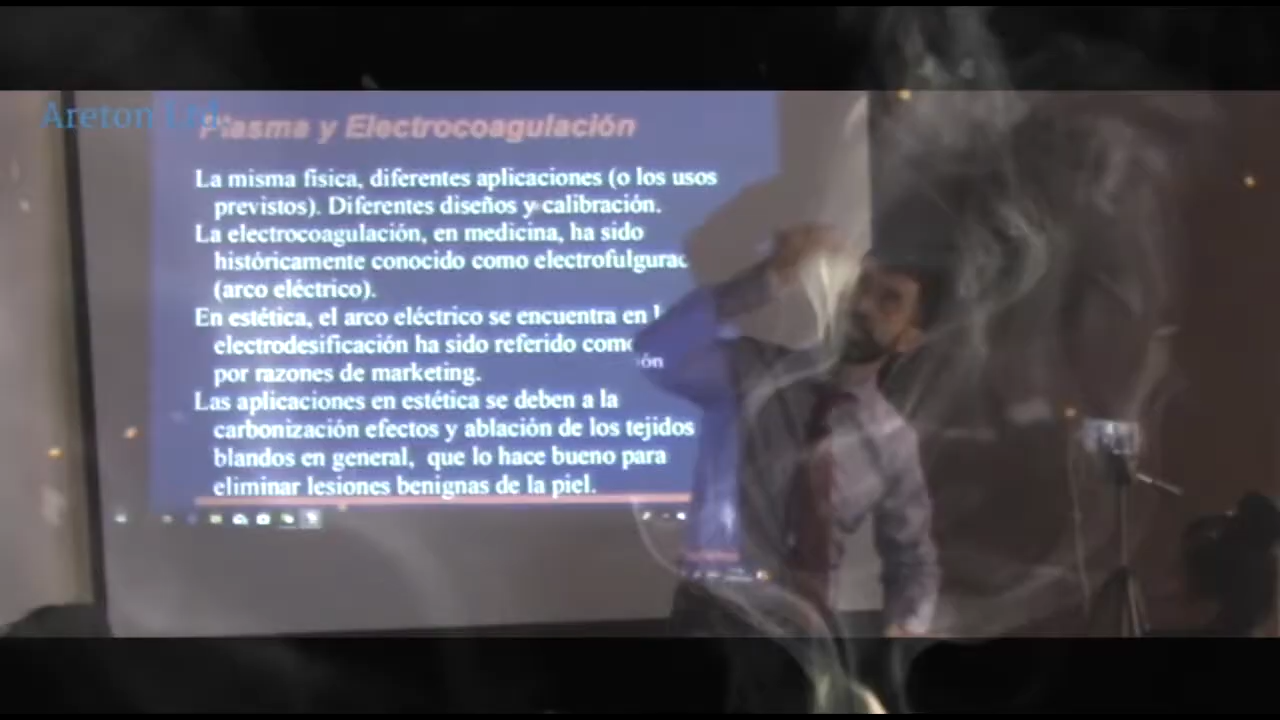 Areton Ltd.
Plasma y Electrocoagulación
La misma física, diferentes aplicaciones (o los usos
previstos). Diferentes diseños y calibración.
La electrocoagulación, en medicina, ha sido
históricamente conocido como
(arco eléctrico).
En estética, el arco eléctrico se encuentra en
electrodesificación ha sido referido como
por razones de marketing.
Las aplicaciones en estética se deben a la
carbonización efectos y ablación de los tejidos
blandos en general, que lo hace bueno para
eliminar lesiones benignas de la piel.